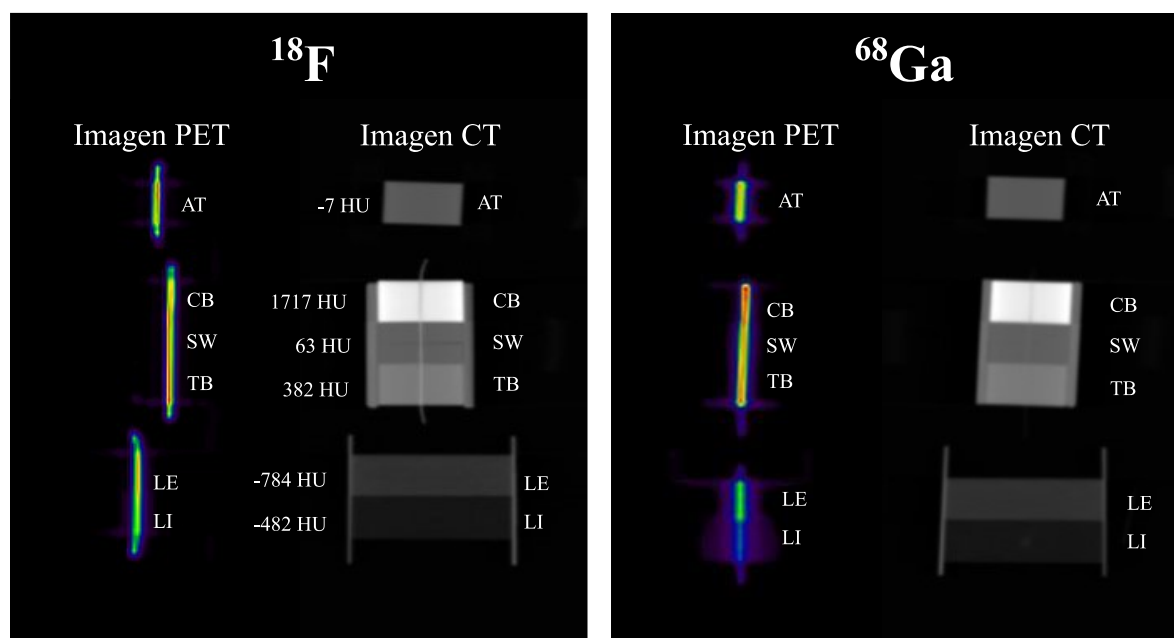 18F
Imagen PET
Imagen CT
AT
-7 HU
AT
1717 HU
CB
CB
63 HU
SW
SW
382 HU
TB
TB
-784 HU
LE
LE
-482 HU
LI
LI
68Ga
Imagen PET
Imagen CT
AT
AT
CB
CB
SW
SW
TB
TB
LE
LE
LI
LI